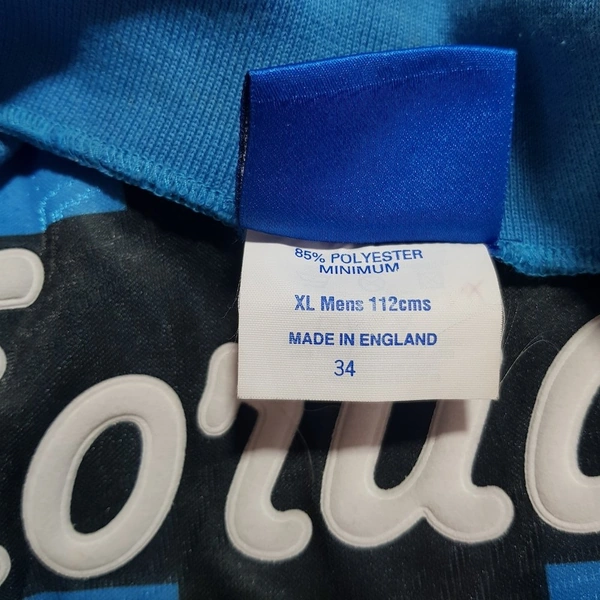 85% POLYESTER
MINIMUM
XL Mens 112cms
MADE IN ENGLAND
34